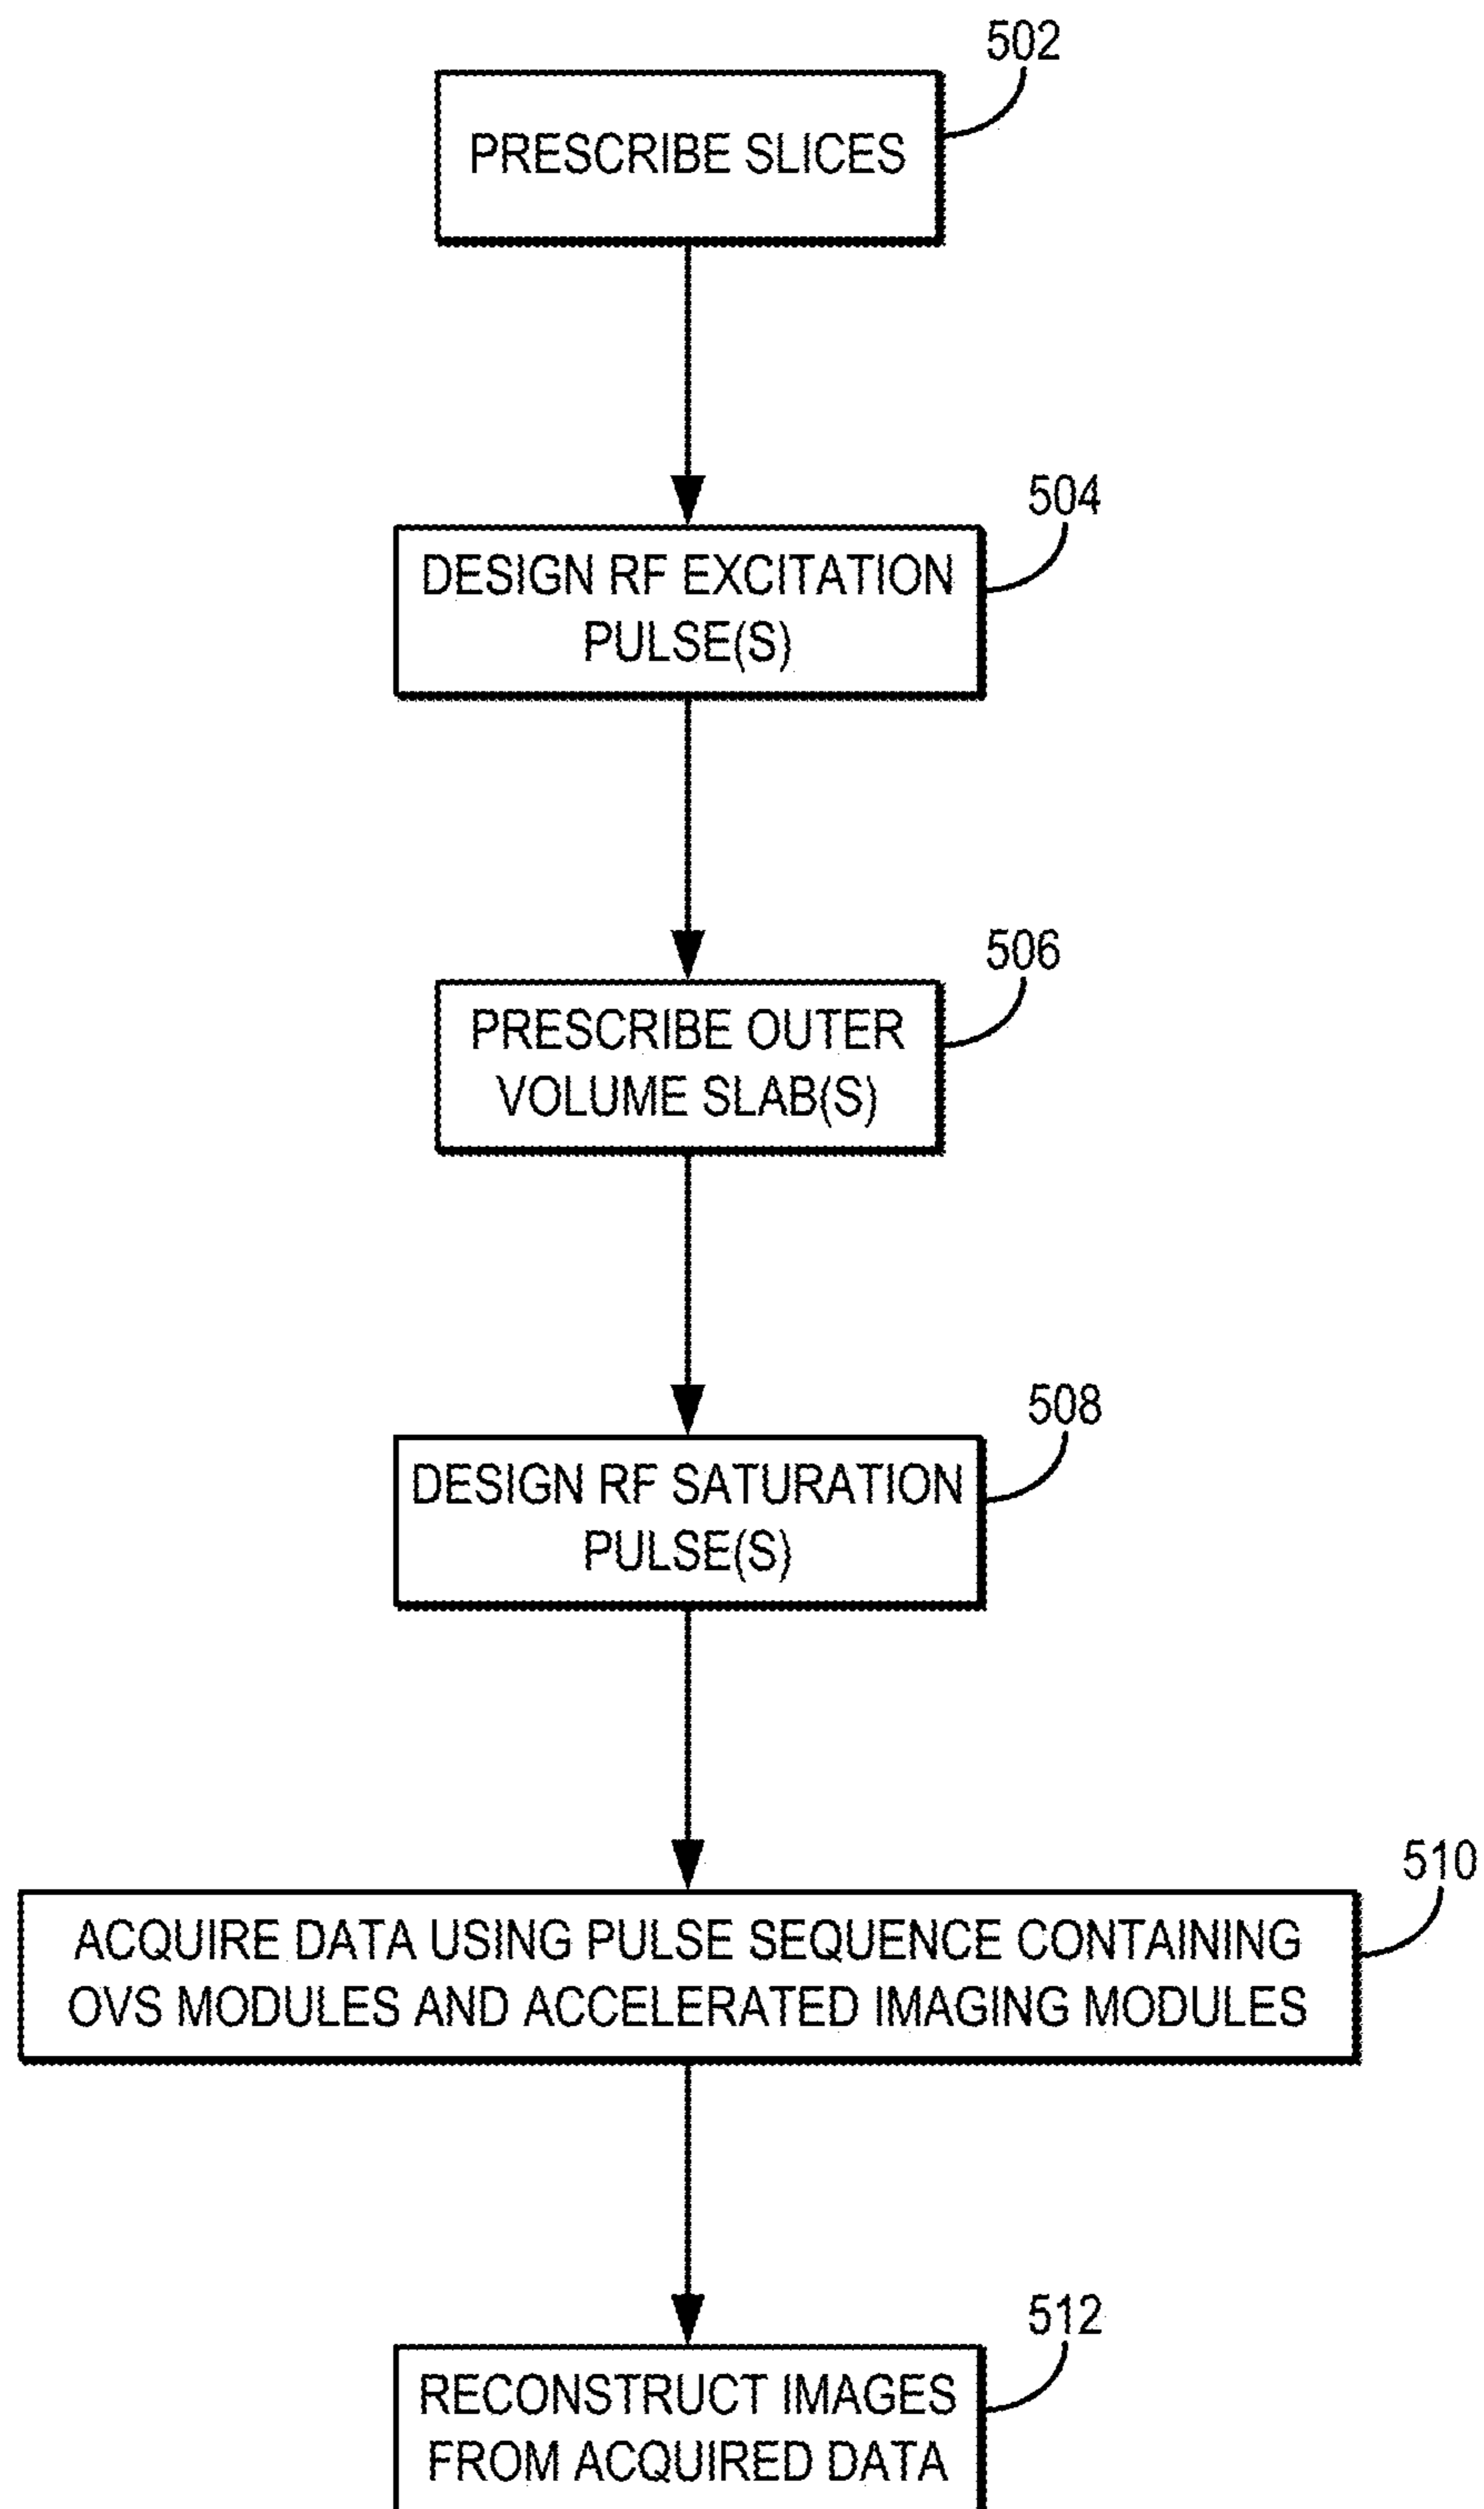 502
PRESCRIBE SLICES
504
DESIGN RF EXCITATION
PULSE(S)
506
PRESCRIBE OUTER
VOLUME SLAB(S)
508
DESIGN RF SATURATION
PULSE(S)
510
ACQUIRE DATA USING PULSE SEQUENCE CONTAINING
OVS MODULES AND ACCELERATED IMAGING MODULES
512
RECONSTRUCT IMAGES
FROM ACQUIRED DATA